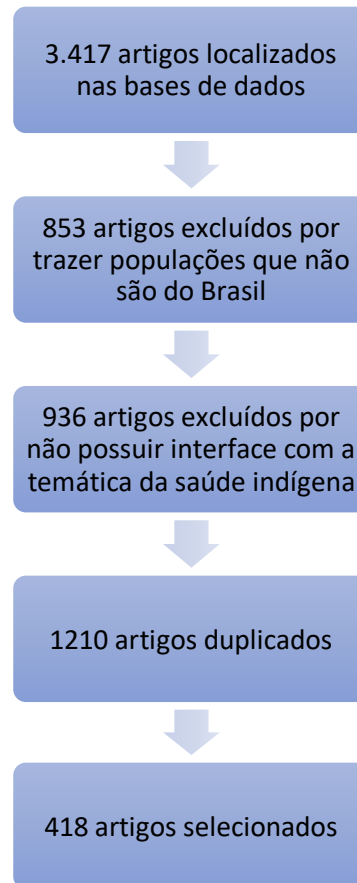 3.417 artigos localizados
nas bases de dados
853 artigos excluídos por
trazer populações que não
são do Brasil
936 artigos excluídos por
não possuir interface com a
temática da saúde indígena
1210 artigos duplicados
418 artigos selecionados